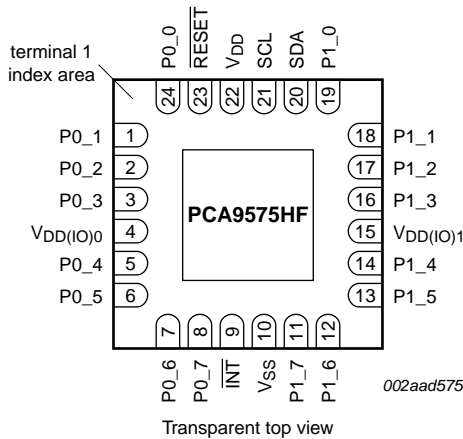 terminal 1
index area
P0_0
RESET
VDD
SCL
SDA
P1_0
24
23
22
21
20
19
P0_1 1
P0_2 2
P0_3 3
VDD(IO)0 4
P0_4 5
P0_5 6
PCA9575HF
18 P1_1
17 P1_2
16 P1_3
15 VDD(IO)1
14 P1_4
13 P1_5
7
8
9
10
11
12
P0_6
P0_7
INT
VSS
P1_7
P1_6
002aad575
Transparent top view